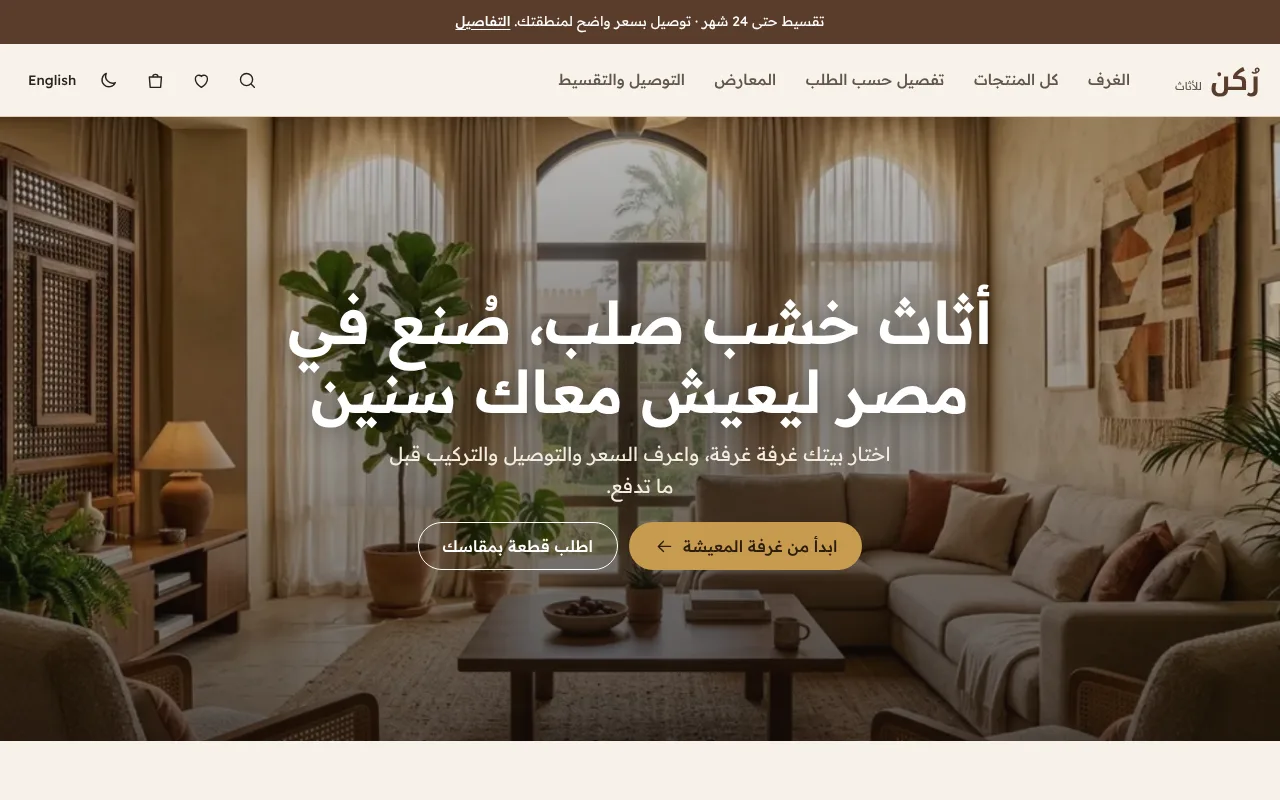 تقسيط حتى 24 شهر · توصيل بسعر واضح لمنطقتك. التفاصيل
رُكن للأثاث
الغرف
كل المنتجات
تفصيل حسب الطلب
المعارض
التوصيل والتقسيط
English
أثاث خشب صلب، صُنع في
مصر ليعيش معاك سنين
اختار بيتك غرفة غرفة، واعرف السعر والتوصيل والتركيب قبل
ما تدفع.
ابدأ من غرفة المعيشة ←
اطلب قطعة بمقاسك